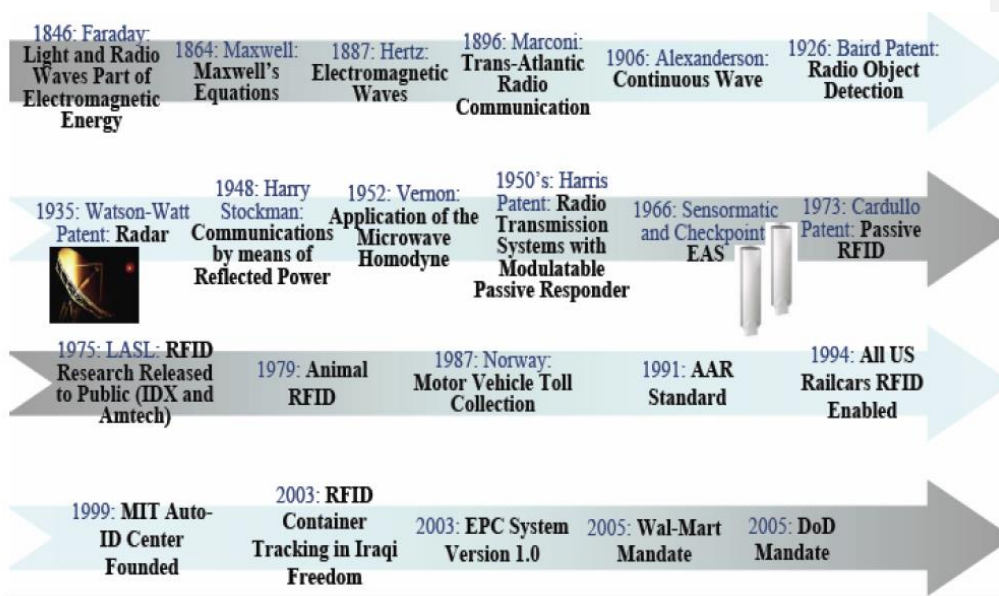 1846: Faraday:
Light and Radio
Waves Part of
Electromagnetic
Energy
1864: Maxwell:
Maxwell's
Equations
1887: Hertz:
Electromagnetic
Waves
1896: Marconi:
Trans-Atlantic
Radio
Communication
1906: Alexanderson:
Continuous Wave
1926: Baird Patent:
Radio Object
Detection
1935: Watson-Watt
Patent: Radar
1948: Harry
Stockman:
Communications
by means of
Reflected Power
1952: Vernon:
Application of the
Microwave
Homodyne
1950's: Harris
Patent: Radio
Transmission
Systems with
Modulatable
Passive Responder
1966: Sensormatic
and Checkpoint
EAS
1973: Cardullo
Patent: Passive
RFID
1975: LASL: RFID
Research Released
to Public (IDX and
Amtech)
1979: Animal
RFID
1987: Norway:
Motor Vehicle Toll
Collection
1991: AAR
Standard
1994: All US
Railcars RFID
Enabled
1999: MIT Auto-
ID Center
Founded
2003: RFID
Container
Tracking in Iraqi
Freedom
2003: EPC System
Version 1.0
2005: Wal-Mart
Mandate
2005: DoD
Mandate